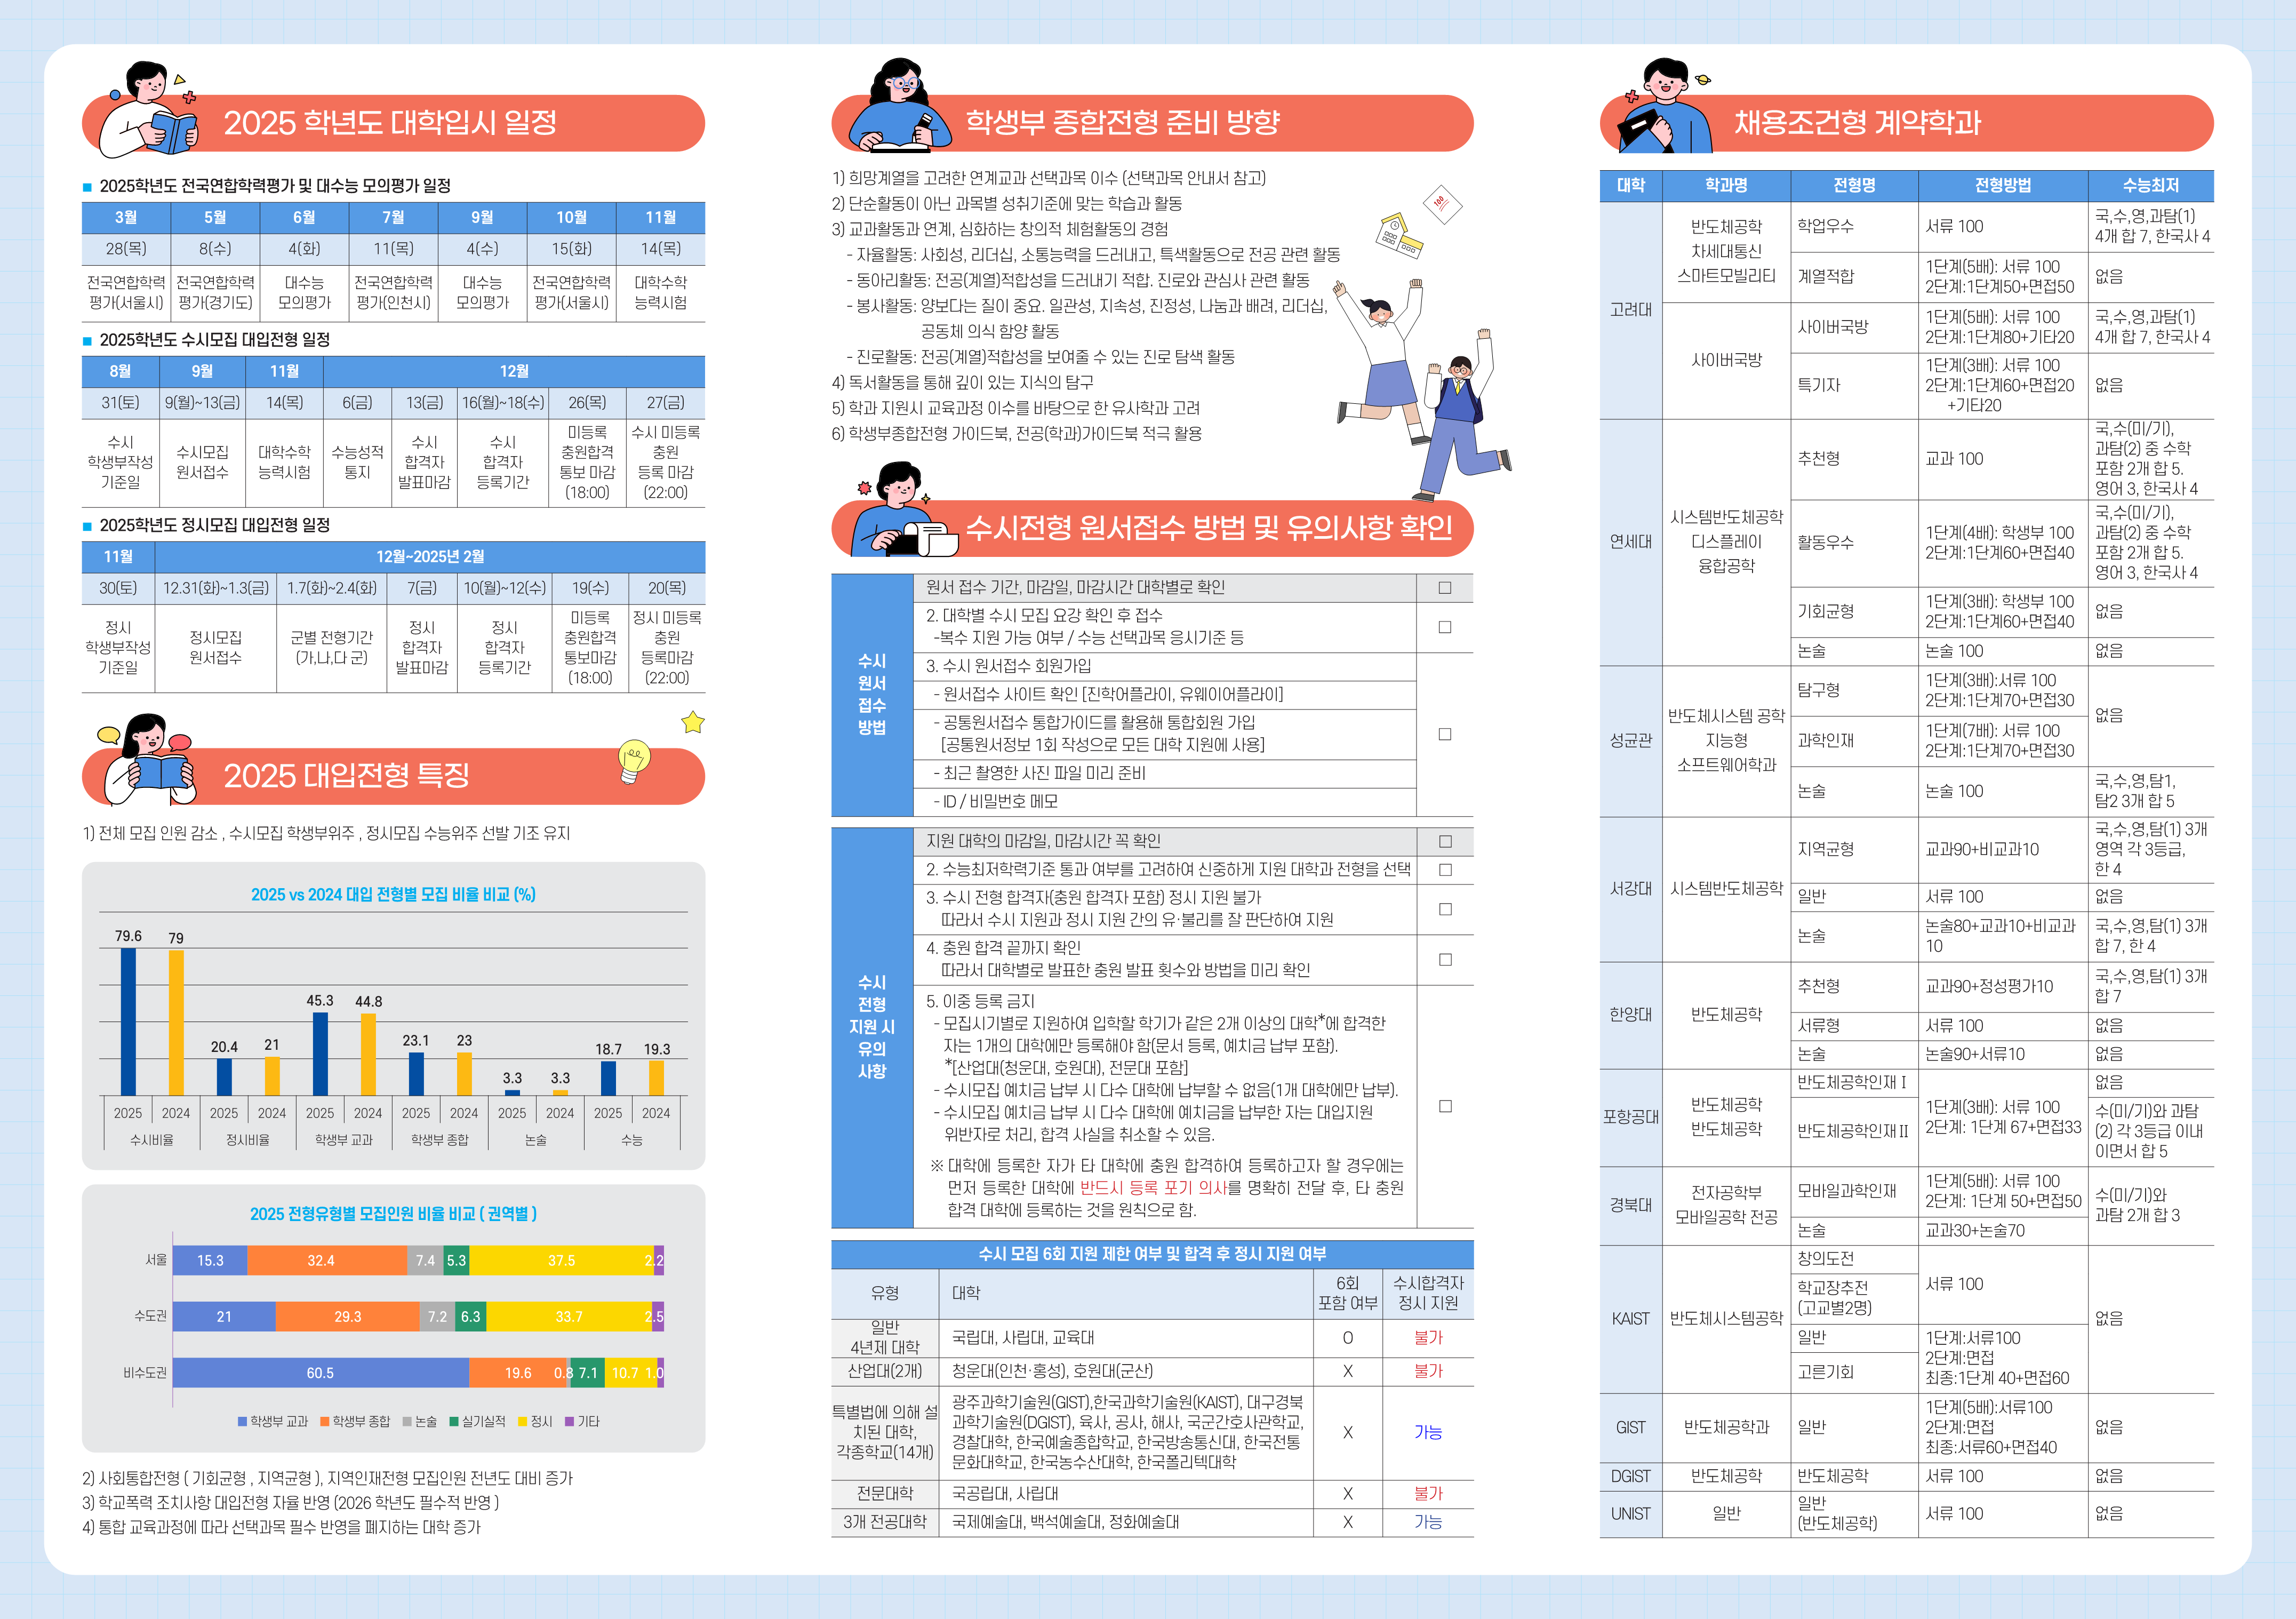 2025 학년도 대학입시 일정
■ 2025학년도 전국연합학력평가 및 대수능 모의평가 일정
3월 5월 6월 7월 9월 10월 11월
28(목) 8(수) 4(화) 11(목) 4(수) 15(화) 14(목)
전국연합학력 전국연합학력 대수능 전국연합학력 대수능 전국연합학력 대학수학
평가(서울시) 평가(경기도) 모의평가 평가(인천시) 모의평가 평가(서울시) 능력시험
■ 2025학년도 수시모집 대입전형 일정
8월 9월 11월 12월
31(토) 9(월)~13(금) 14(목) 6(금) 13(금) 16(월)~18(수) 26(목) 27(금)
수시
학생부작성
기준일
수시모집
원서접수
대학수학
능력시험
수능성적
통지
수시
합격자
발표마감
수시
합격자
등록기간
미등록
충원합격
통보 마감
(18:00)
수시 미등록
충원
등록 마감
(22:00)
■ 2025학년도 정시모집 대입전형 일정
11월 12월~2025년 2월
30(토) 12.31(화)~1.3(금) 1.7(화)~2.4(화) 7(금) 10(월)~12(수) 19(수) 20(목)
정시
학생부작성
기준일
정시모집
원서접수
군별 전형기간
(가,나,다 군)
정시
합격자
발표마감
정시
합격자
등록기간
미등록
충원합격
통보마감
(18:00)
정시 미등록
충원
등록마감
(22:00)
2025 대입전형 특징
1) 전체 모집 인원 감소 , 수시모집 학생부위주 , 정시모집 수능위주 선발 기조 유지
2025 vs 2024 대입 전형별 모집 비율 비교 (%)
79.6 79 20.4 21 45.3 44.8 23.1 23 3.3 3.3 18.7 19.3
2025 2024 2025 2024 2025 2024 2025 2024 2025 2024 2025 2024
수시비율 정시비율 학생부 교과 학생부 종합 논술 수능
2025 전형유형별 모집인원 비율 비교 ( 권역별 )
서울 15.3 32.4 7.4 5.3 37.5 2.2
수도권 21 29.3 7.2 6.3 33.7 2.5
비수도권 60.5 19.6 0.8 7.1 10.7 1.0
학생부 교과 학생부 종합 논술 실기실적 정시 기타
2) 사회통합전형 ( 기회균형 , 지역균형 ), 지역인재전형 모집인원 전년도 대비 증가
3) 학교폭력 조치사항 대입전형 자율 반영 (2026 학년도 필수적 반영 )
4) 통합 교육과정에 따라 선택과목 필수 반영을 폐지하는 대학 증가
학생부 종합전형 준비 방향
1) 희망계열을 고려한 연계교과 선택과목 이수 (선택과목 안내서 참고)
2) 단순활동이 아닌 과목별 성취기준에 맞는 학습과 활동
3) 교과활동과 연계, 심화하는 창의적 체험활동의 경험
- 자율활동: 사회성, 리더십, 소통능력을 드러내고, 특색활동으로 전공 관련 활동
- 동아리활동: 전공(계열)적합성을 드러내기 적합. 진로와 관심사 관련 활동
- 봉사활동: 양보다는 질이 중요. 일관성, 지속성, 진정성, 나눔과 배려, 리더십,
공동체 의식 함양 활동
- 진로활동: 전공(계열)적합성을 보여줄 수 있는 진로 탐색 활동
4) 독서활동을 통해 깊이 있는 지식의 탐구
5) 학과 지원시 교육과정 이수를 바탕으로 한 유사학과 고려
6) 학생부종합전형 가이드북, 전공(학과)가이드북 적극 활용
100
수시전형 원서접수 방법 및 유의사항 확인
수시
원서
접수
방법
원서 접수 기간, 마감일, 마감시간 대학별로 확인 □
2. 대학별 수시 모집 요강 확인 후 접수
-복수 지원 가능 여부 / 수능 선택과목 응시기준 등 □
3. 수시 원서접수 회원가입
- 원서접수 사이트 확인 [진학어플라이, 유웨이어플라이]
- 공통원서접수 통합가이드를 활용해 통합회원 가입
[공통원서정보 1회 작성으로 모든 대학 지원에 사용] □
- 최근 촬영한 사진 파일 미리 준비
- ID / 비밀번호 메모
수시
전형
지원 시
유의
사항
지원 대학의 마감일, 마감시간 꼭 확인 □
2. 수능최저학력기준 통과 여부를 고려하여 신중하게 지원 대학과 전형을 선택 □
3. 수시 전형 합격자(충원 합격자 포함) 정시 지원 불가
따라서 수시 지원과 정시 지원 간의 유·불리를 잘 판단하여 지원 □
4. 충원 합격 끝까지 확인
따라서 대학별로 발표한 충원 발표 횟수와 방법을 미리 확인 □
5. 이중 등록 금지
- 모집시기별로 지원하여 입학할 학기가 같은 2개 이상의 대학*에 합격한
자는 1개의 대학에만 등록해야 함(문서 등록, 예치금 납부 포함).
*[산업대(청운대, 호원대), 전문대 포함]
- 수시모집 예치금 납부 시 다수 대학에 납부할 수 없음(1개 대학에만 납부).
- 수시모집 예치금 납부 시 다수 대학에 예치금을 납부한 자는 대입지원 □
위반자로 처리, 합격 사실을 취소할 수 있음.
※ 대학에 등록한 자가 타 대학에 충원 합격하여 등록하고자 할 경우에는
먼저 등록한 대학에 반드시 등록 포기 의사를 명확히 전달 후, 타 충원
합격 대학에 등록하는 것을 원칙으로 함.
수시 모집 6회 지원 제한 여부 및 합격 후 정시 지원 여부
유형 대학 6회 포함 여부 수시합격자 정시 지원
일반
4년제 대학
국립대, 사립대, 교육대 O 불가
산업대(2개) 청운대(인천·홍성), 호원대(군산) X 불가
특별법에 의해 설
치된 대학,
각종학교(14개)
광주과학기술원(GIST),한국과학기술원(KAIST), 대구경북
과학기술원(DGIST), 육사, 공사, 해사, 국군간호사관학교,
경찰대학, 한국예술종합학교, 한국방송통신대, 한국전통
문화대학교, 한국농수산대학, 한국폴리텍대학
X 가능
전문대학 국공립대, 사립대 X 불가
3개 전공대학 국제예술대, 백석예술대, 정화예술대 X 가능
채용조건형 계약학과
대학 학과명 전형명 전형방법 수능최저
고려대
반도체공학
차세대통신
스마트모빌리티
학업우수 서류 100 국,수,영,과탐(1)
4개 합 7, 한국사 4
계열적합 1단계(5배): 서류 100
2단계:1단계50+면접50 없음
사이버국방
사이버국방 1단계(5배): 서류 100
2단계:1단계80+기타20
국,수,영,과탐(1)
4개 합 7, 한국사 4
특기자 1단계(3배): 서류 100
2단계:1단계60+면접20
+기타20
없음
연세대
시스템반도체공학
디스플레이
융합공학
추천형 교과 100
국,수(미/기),
과탐(2) 중 수학
포함 2개 합 5.
영어 3, 한국사 4
활동우수 1단계(4배): 학생부 100
2단계:1단계60+면접40
국,수(미/기),
과탐(2) 중 수학
포함 2개 합 5.
영어 3, 한국사 4
기회균형 1단계(3배): 학생부 100
2단계:1단계60+면접40 없음
논술 논술 100 없음
성균관
반도체시스템 공학
지능형
소프트웨어학과
탐구형 1단계(3배):서류 100
2단계:1단계70+면접30
없음
과학인재 1단계(7배): 서류 100
2단계:1단계70+면접30
논술 논술 100 국,수,영,탐1,
탐2 3개 합 5
서강대
시스템반도체공학
지역균형 교과90+비교과10
국,수,영,탐(1) 3개
영역 각 3등급,
한 4
일반 서류 100 없음
논술 논술80+교과10+비교과
10
국,수,영,탐(1) 3개
합 7, 한 4
한양대
반도체공학
추천형 교과90+정성평가10 국,수,영,탐(1) 3개
합 7
서류형 서류 100 없음
논술 논술90+서류10 없음
포항공대
반도체공학
반도체공학
반도체공학인재Ⅰ 없음
1단계(3배): 서류 100
2단계: 1단계 67+면접33
반도체공학인재Ⅱ
수(미/기)와 과탐
(2) 각 3등급 이내
이면서 합 5
경북대
전자공학부
모바일공학 전공
모바일과학인재 1단계(5배): 서류 100
2단계: 1단계 50+면접50
수(미/기)와
과탐 2개 합 3
논술 교과30+논술70
KAIST
반도체시스템공학
창의도전
학교장추전
(고교별2명)
서류 100
없음
일반
고른기회
1단계:서류100
2단계:면접
최종:1단계 40+면접60
GIST 반도체공학과 일반
1단계(5배):서류100
2단계:면접
최종:서류60+면접40
없음
DGIST 반도체공학 반도체공학 서류 100 없음
UNIST 일반 일반
(반도체공학)
서류 100 없음